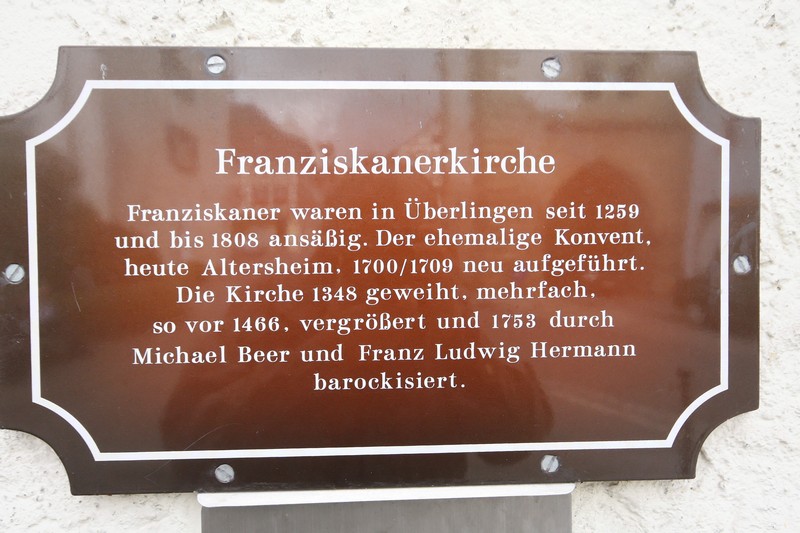 Franziskanerkirche
Franziskaner waren in Überlingen seit 1259
und bis 1808 ansäßig. Der ehemalige Konvent,
heute Altersheim, 1700/1709 neu aufgeführt.
Die Kirche 1348 geweiht, mehrfach,
so vor 1466, vergrößert und 1753 durch
Michael Beer und Franz Ludwig Hermann
barockisiert.